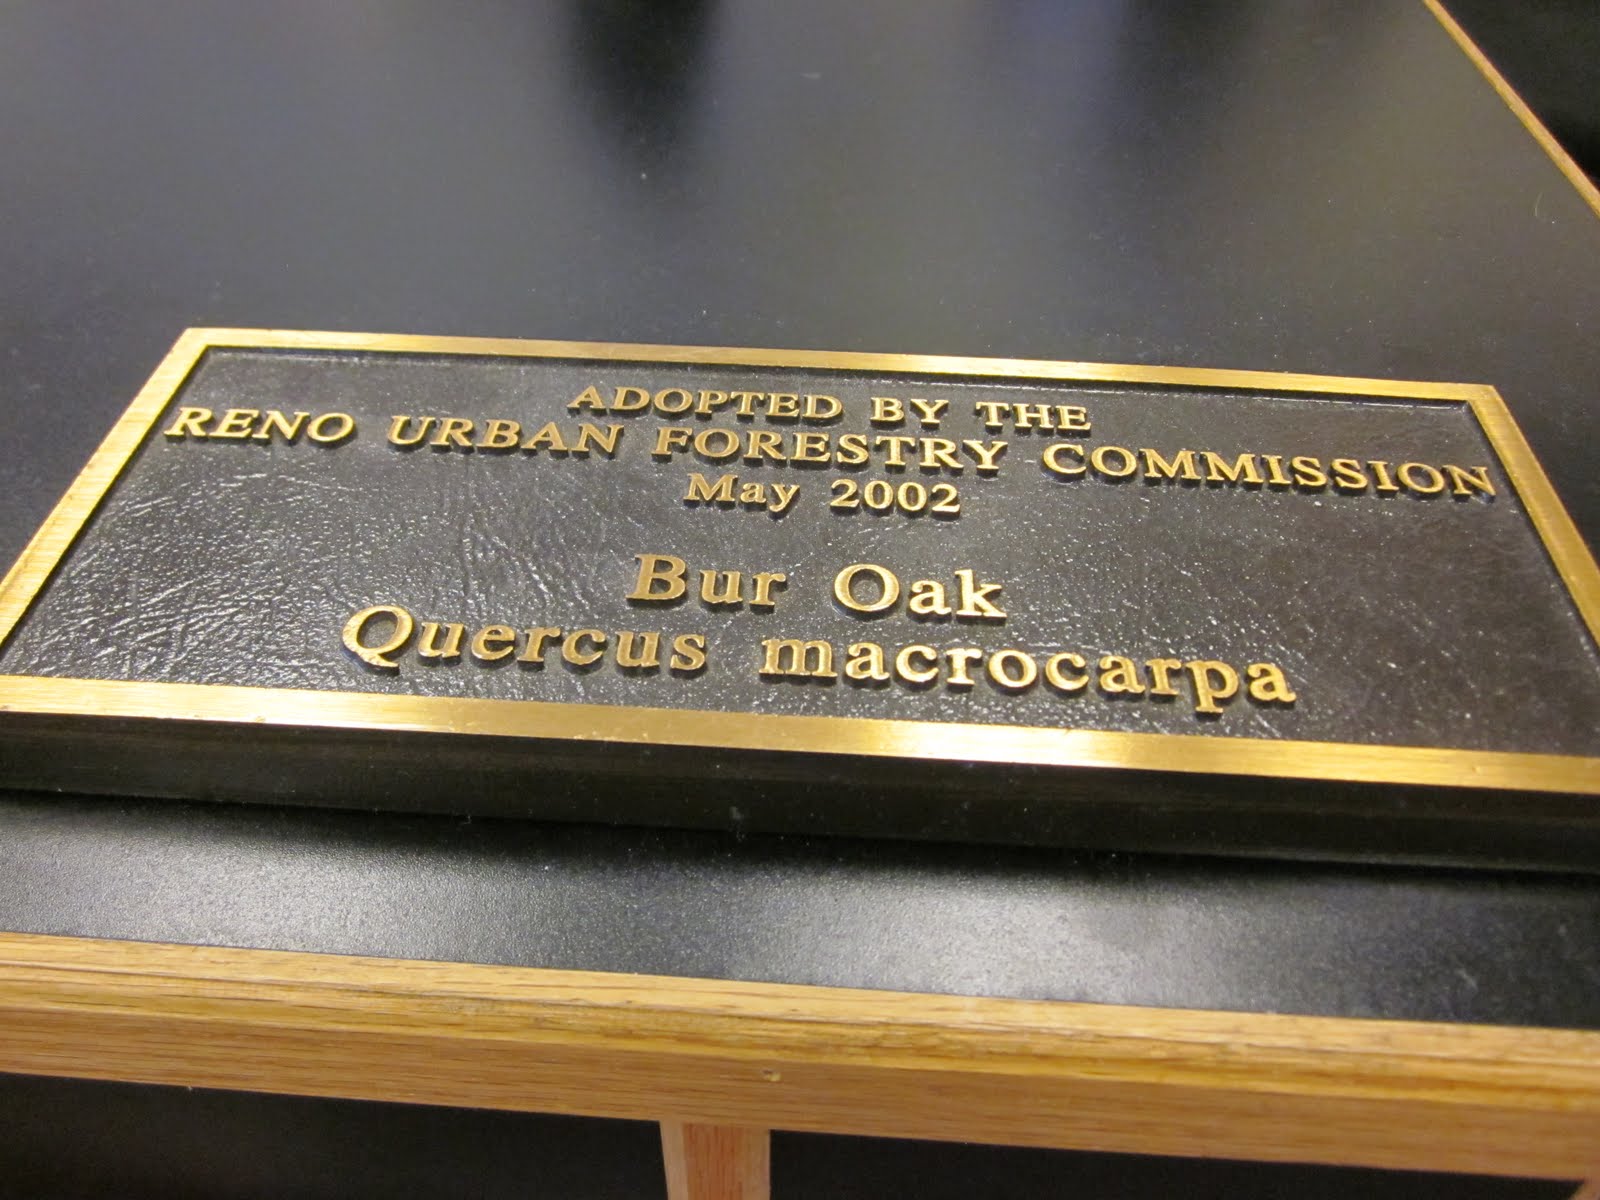 ADOPTED BY THE
RENO URBAN FORESTRY COMMISSION
May 2002
Bur Oak
Quercus macrocarpa